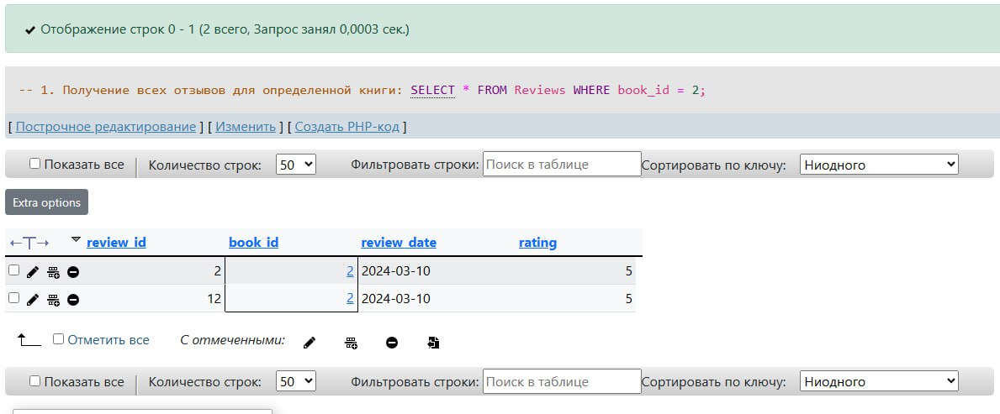 Отображение строк 0 - 1 (2 всего, Запрос занял 0,0003 сек.)
-- 1. Получение всех отзывов для определенной книги: SELECT * FROM Reviews WHERE book_id = 2;
[ Построчное редактирование ] [ Изменить ] [ Создать PHP-код ]
Показать все Количество строк: 50 Фильтровать строки: Поиск в таблице Сортировать по ключу: Ниодного
Extra options
←T→ review_id book_id review_date rating
2 2 2024-03-10 5
12 2 2024-03-10 5
Отметить все С отмеченными:
Показать все Количество строк: 50 Фильтровать строки: Поиск в таблице Сортировать по ключу: Ниодного